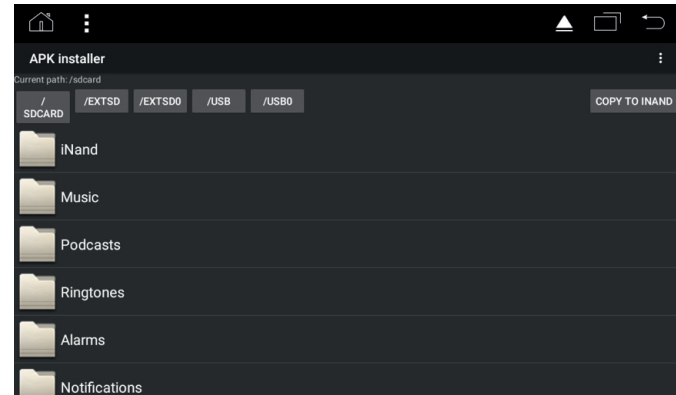 APK installer
Current path: /sdcard
/
SDCARD
/EXTSD
/EXTSD0
/USB
/USB0
COPY TO INAND
iNand
Music
Podcasts
Ringtones
Alarms
Notifications